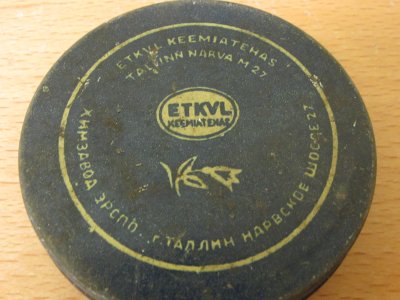 ETKVL KEEMIATEHAS
TALLINN NARVA M 27
ETKVL
KEEMIATEHAS
ХИМЗАВОД ЭРСПО. г. ТАЛЛИН НАРВСКОЕ ШОССЕ 27.